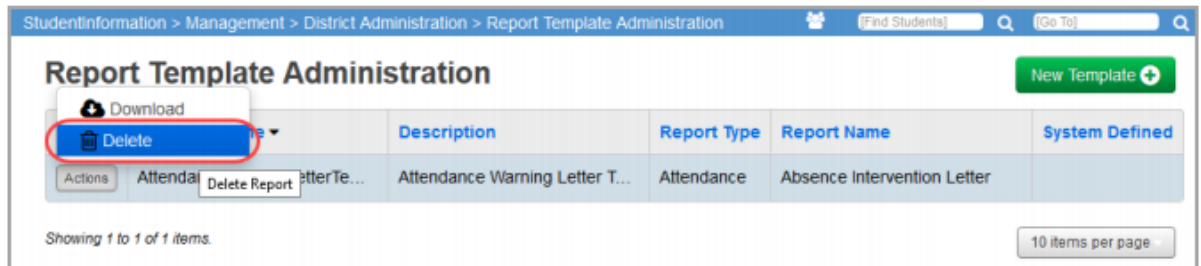 StudentInformation > Management > District Administration > Report Template Administration [Find Students] [Go To]
Report Template Administration New Template
Download
Delete e Description Report Type Report Name System Defined
Actions Attendan etterTe... Attendance Warning Letter T... Attendance Absence Intervention Letter
Delete Report
Showing 1 to 1 of 1 items. 10 items per page